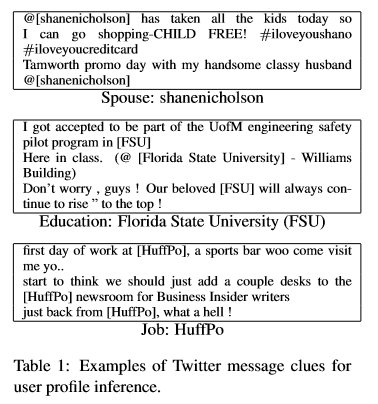 @[shanenicholson] has taken all the kids today so
I can go shopping-CHILD FREE! #iloveyoushano
#iloveyoucreditcard
Tamworth promo day with my handsome classy husband
@[shanenicholson]
Spouse: shanenicholson
I got accepted to be part of the UofM engineering safety
pilot program in [FSU]
Here in class. (@ [Florida State University] - Williams
Building)
Don't worry , guys ! Our beloved [FSU] will always con-
tinue to rise ” to the top !
Education: Florida State University (FSU)
first day of work at [HuffPo], a sports bar woo come visit
me yo..
start to think we should just add a couple desks to the
[HuffPo] newsroom for Business Insider writers
just back from [HuffPo], what a hell !
Job: HuffPo
Table 1: Examples of Twitter message clues for
user profile inference.